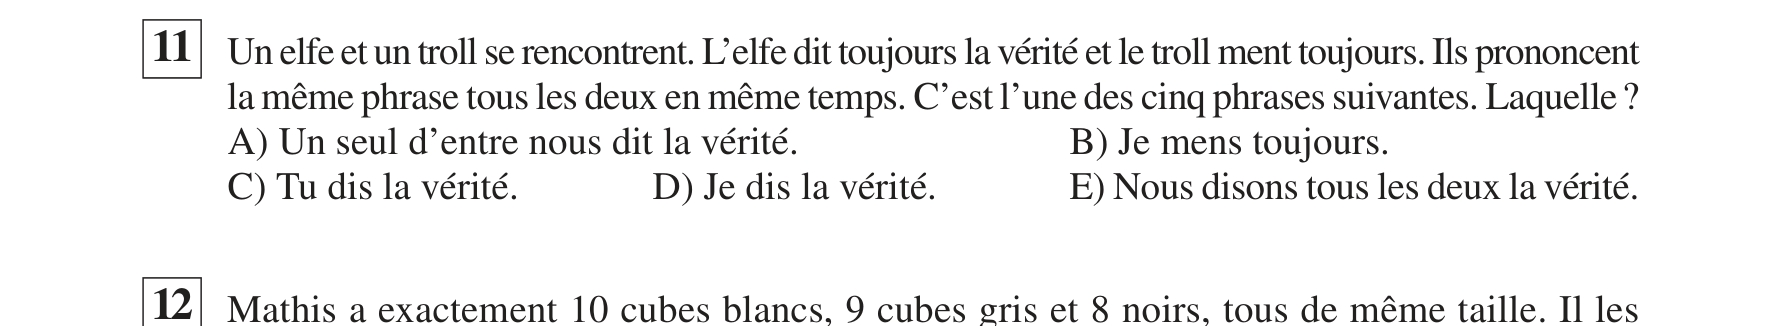 11 Un elfe et un troll se rencontrent. L’elfe dit toujours la vérité et le troll ment toujours. Ils prononcent
la même phrase tous les deux en même temps. C’est l’une des cinq phrases suivantes. Laquelle ?
A) Un seul d’entre nous dit la vérité. B) Je mens toujours.
C) Tu dis la vérité. D) Je dis la vérité. E) Nous disons tous les deux la vérité.
12 Mathis a exactement 10 cubes blancs, 9 cubes gris et 8 noirs, tous de même taille. Il les